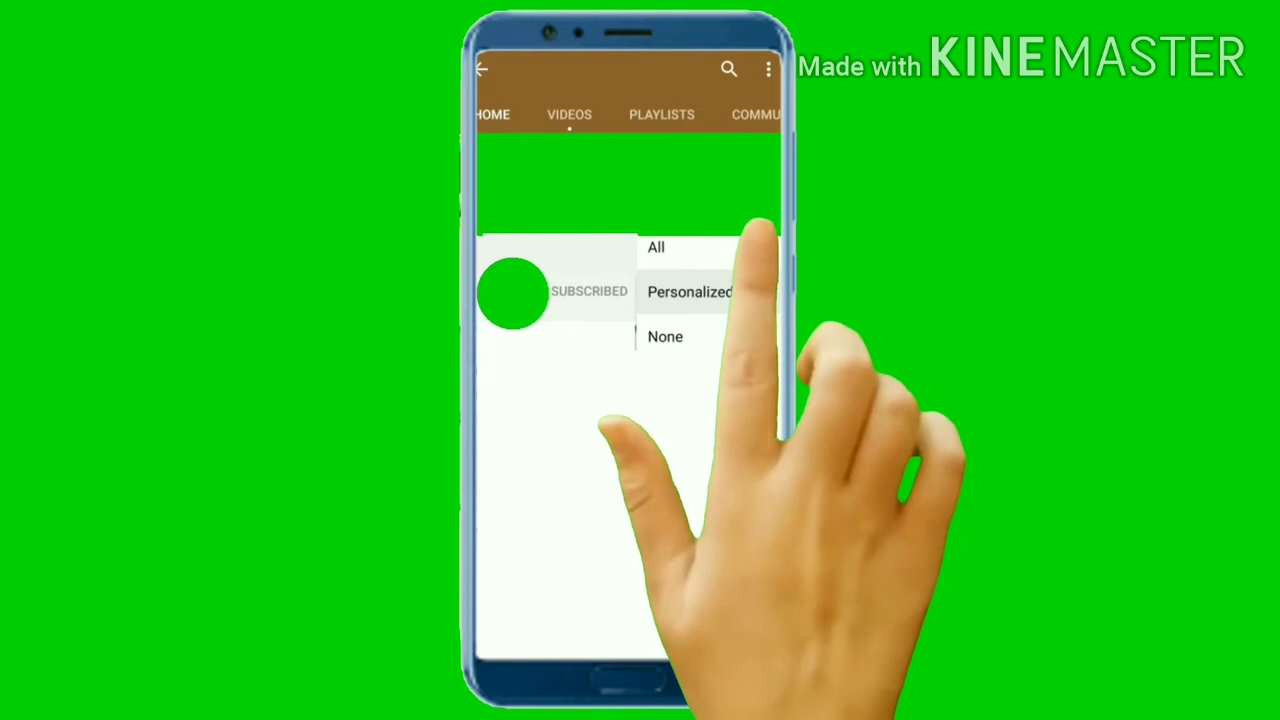 Made with KINEMASTER
HOME VIDEOS PLAYLISTS COMMU
All
SUBSCRIBED Personalized
None